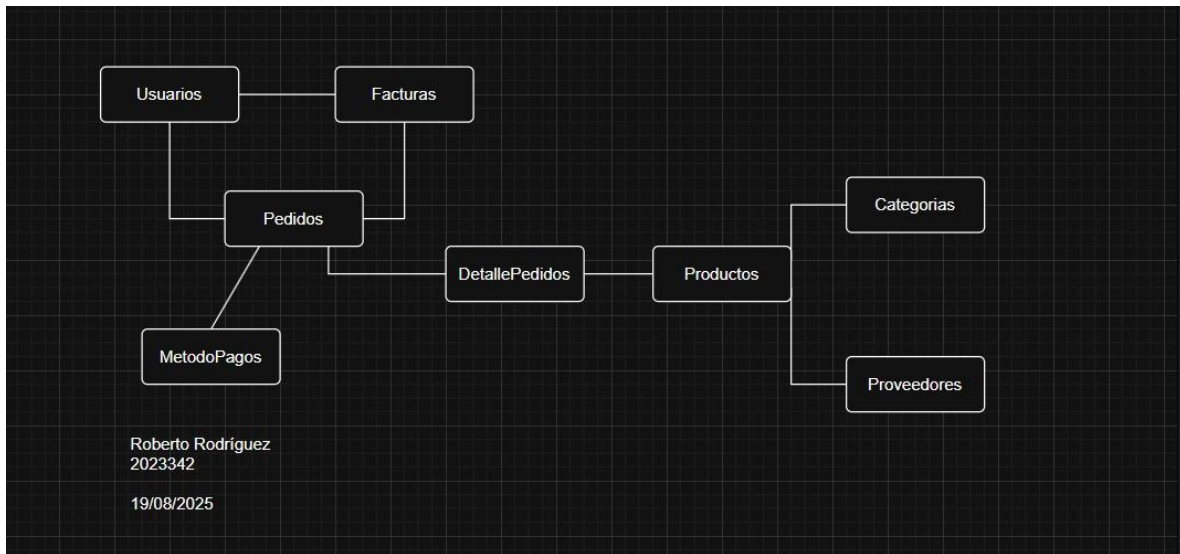 Usuarios
Facturas
Pedidos
Categorias
DetallePedidos
Productos
MetodoPagos
Proveedores
Roberto Rodríguez
2023342
19/08/2025